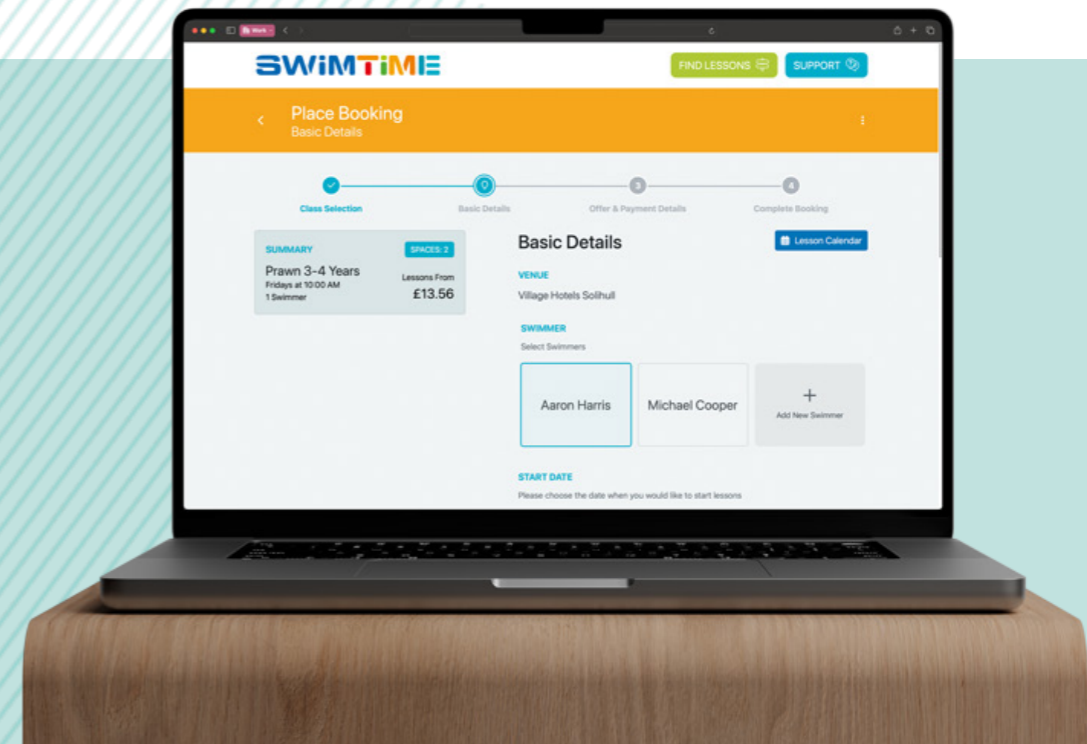 Work
SWiMTiME
FIND LESSONS
SUPPORT
Place Booking
Basic Details
3
4
Class Selection
Basic Details
Offer & Payment Details
Complete Booking
SUMMARY
SPACES: 2
Prawn 3-4 Years
Fridays at 10:00 AM
1 Swimmer
Lessons From
£13.56
Basic Details
Lesson Calendar
VENUE
Village Hotels Solihull
SWIMMER
Select Swimmers
Aaron Harris
Michael Cooper
+
Add New Swimmer
START DATE
Please choose the date when you would like to start lessons